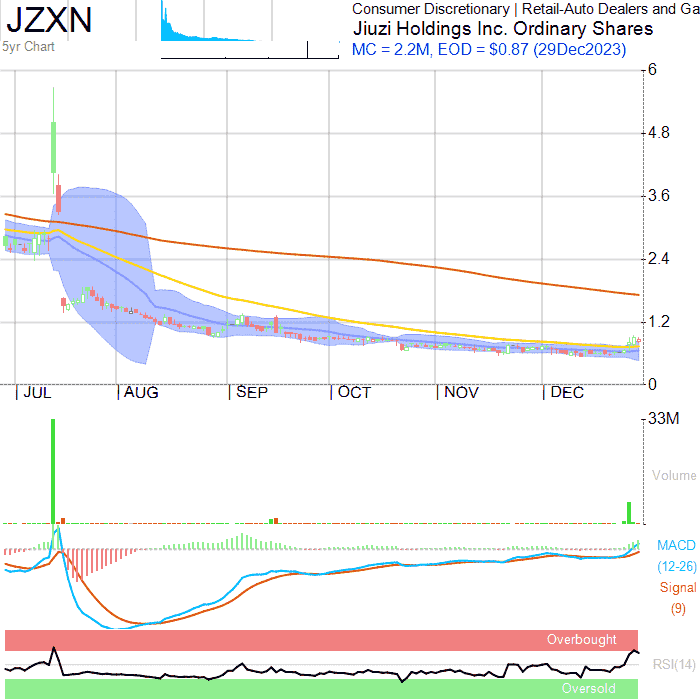 JZXN
5yr Chart
Consumer Discretionary | Retail-Auto Dealers and Ga
Jiuzi Holdings Inc. Ordinary Shares
MC = 2.2M, EOD = $0.87 (29Dec2023)
6
4.8
3.6
2.4
1.2
0
JUL AUG SEP OCT NOV DEC
33M
Volume
MACD
(12-26)
Signal
(9)
Overbought
RSI(14)
Oversold